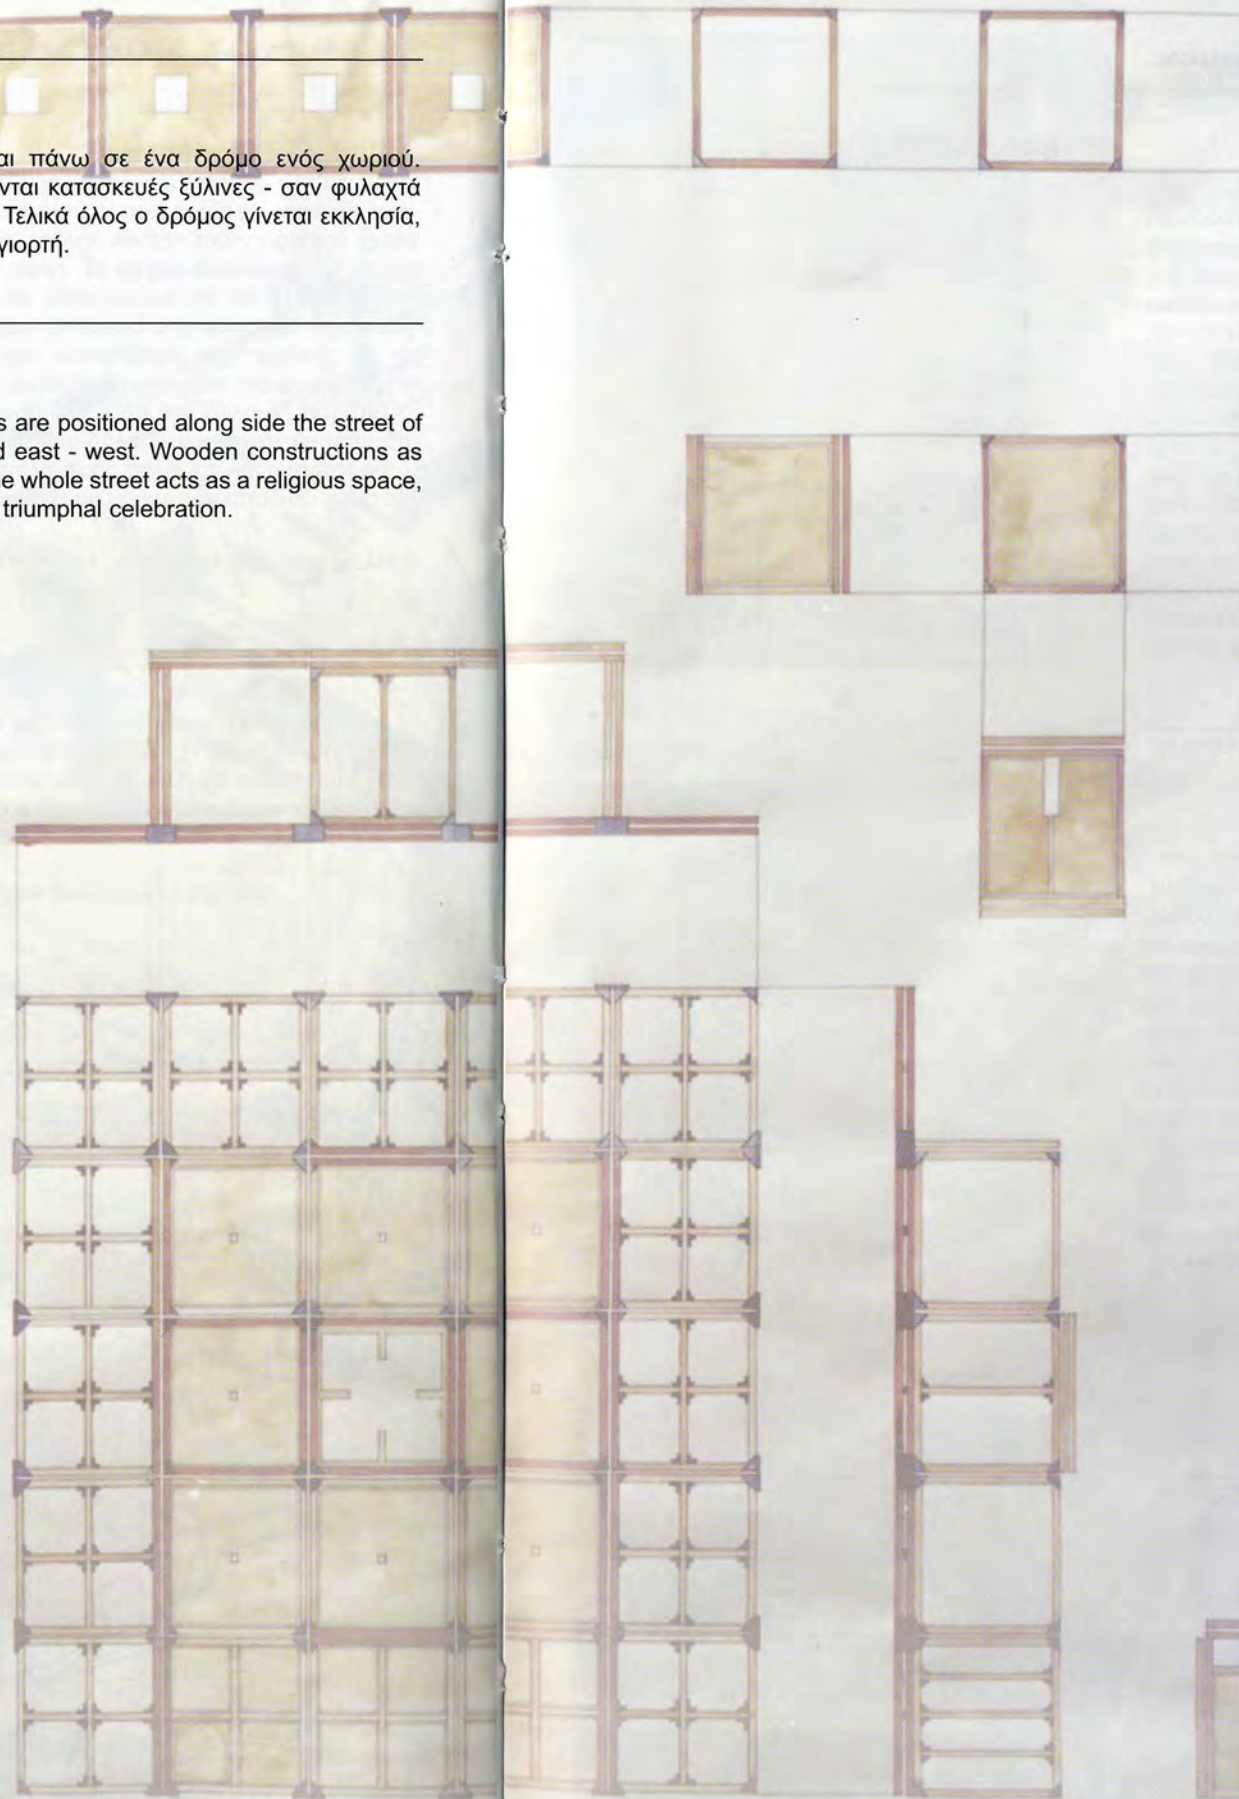 αι πάνω σε ένα δρόμο ενός χωριού.
νται κατασκευές ξύλινες - σαν φυλαχτά
Τελικά όλος ο δρόμος γίνεται εκκλησία,
γιορτή.
s are positioned along side the street of
d east - west. Wooden constructions as
e whole street acts as a religious space,
triumphal celebration.